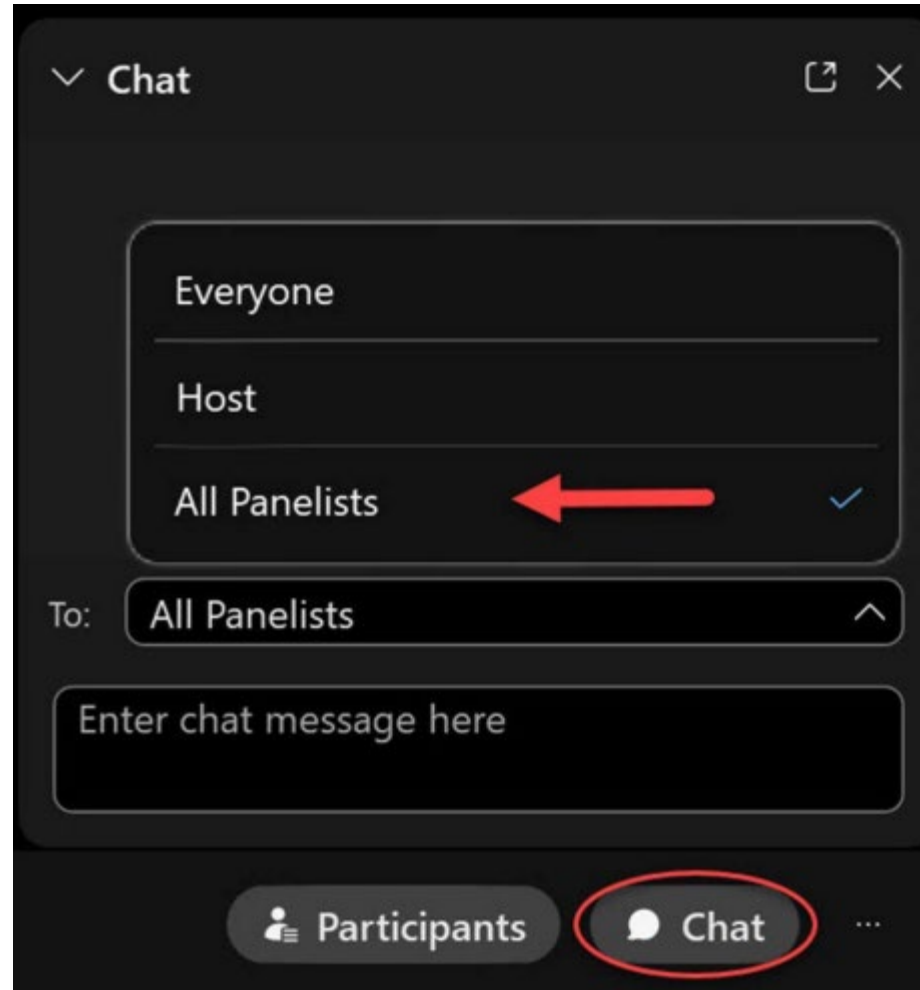 Chat
Everyone
Host
All Panelists
To: All Panelists
Enter chat message here
Participants Chat ...